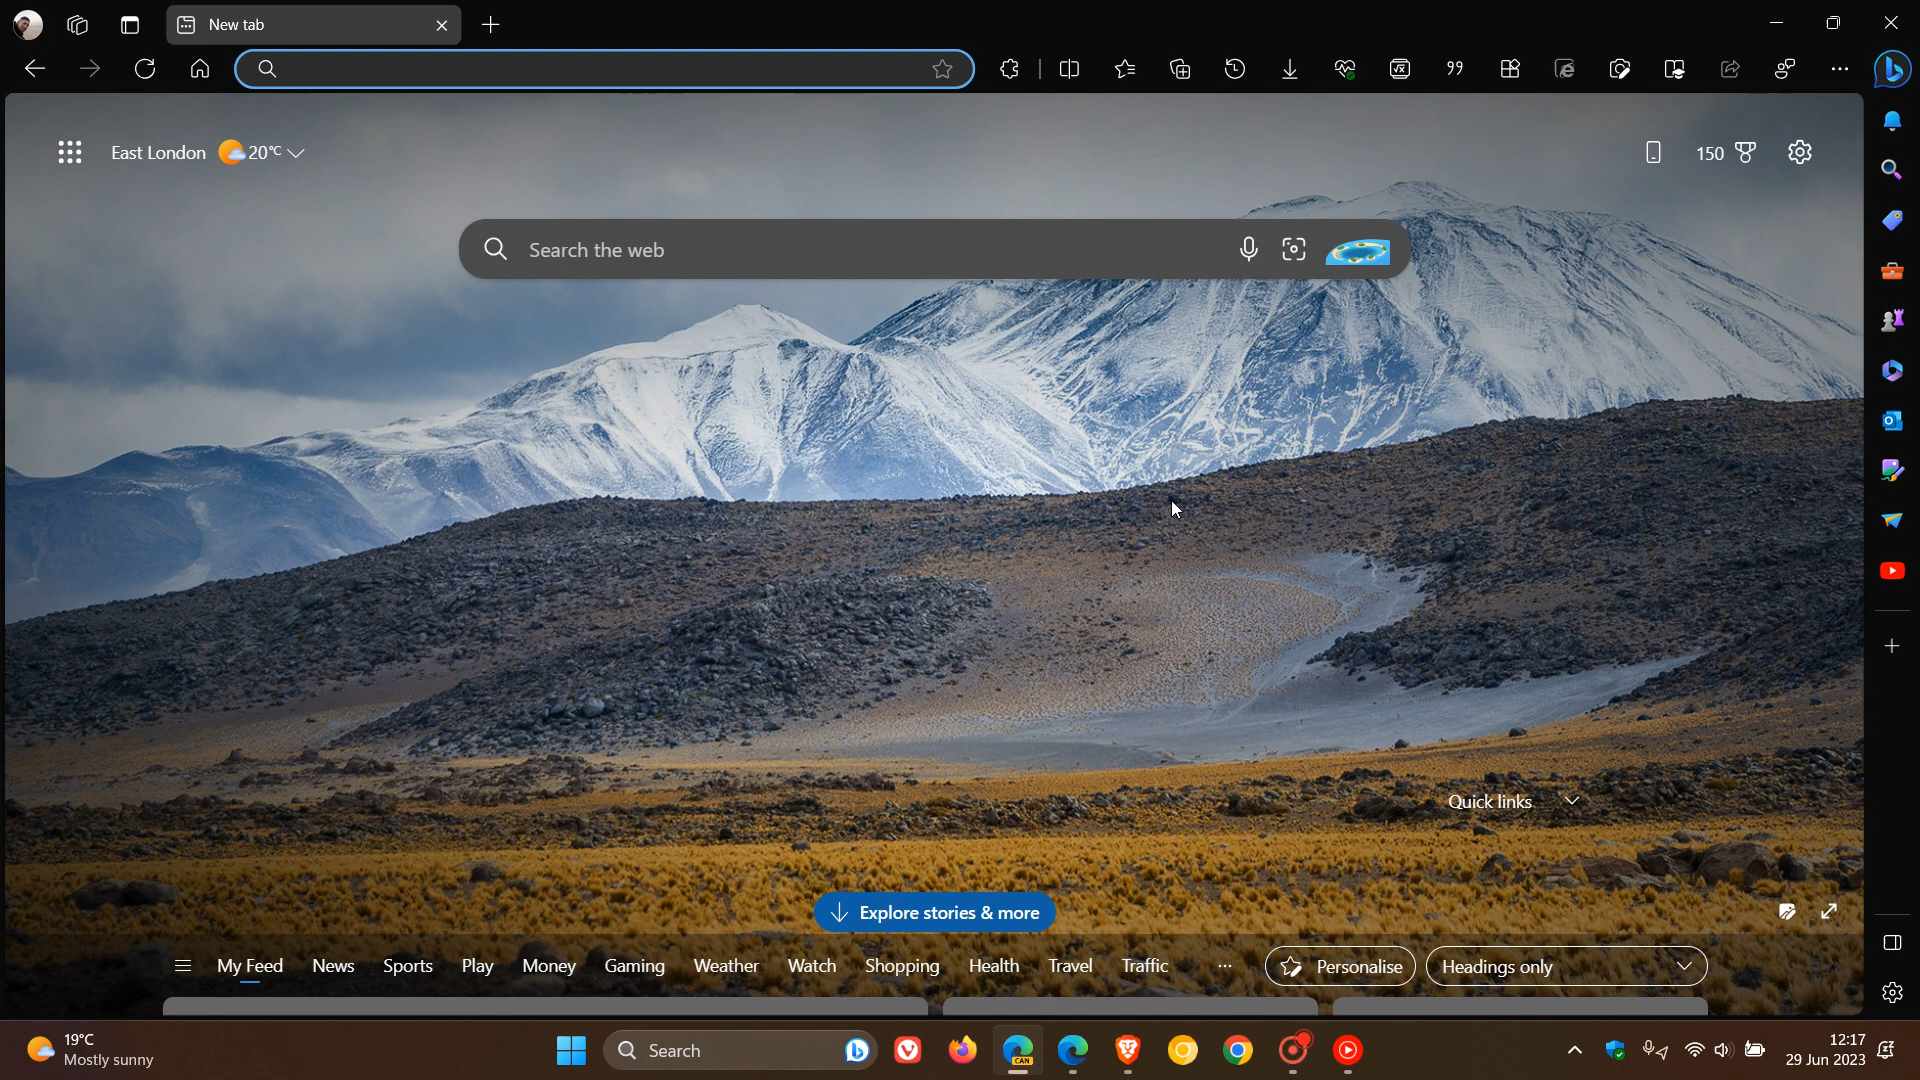 New tab
East London 20°C
150
Search the web
Quick links
Explore stories & more
My Feed News Sports Play Money Gaming Weather Watch Shopping Health Travel Traffic ... Personalise Headings only
19°C
Mostly sunny
Search
CAN
12:17
29 Jun 2023